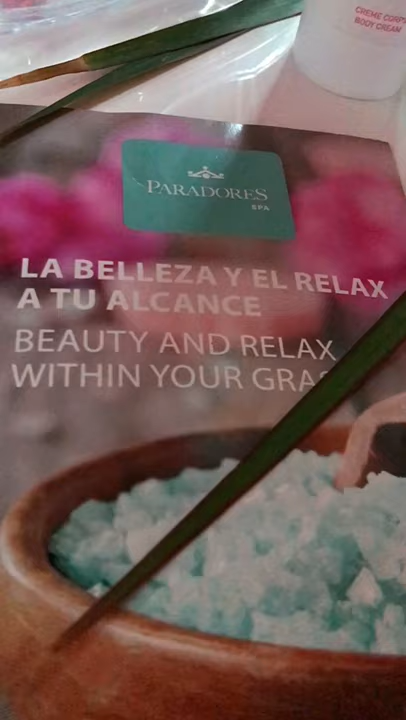 CREME CORPS
BODY CREAM
PARADORES
SPA
LA BELLEZA Y EL RELAX
A TU ALCANCE
BEAUTY AND RELAX
WITHIN YOUR